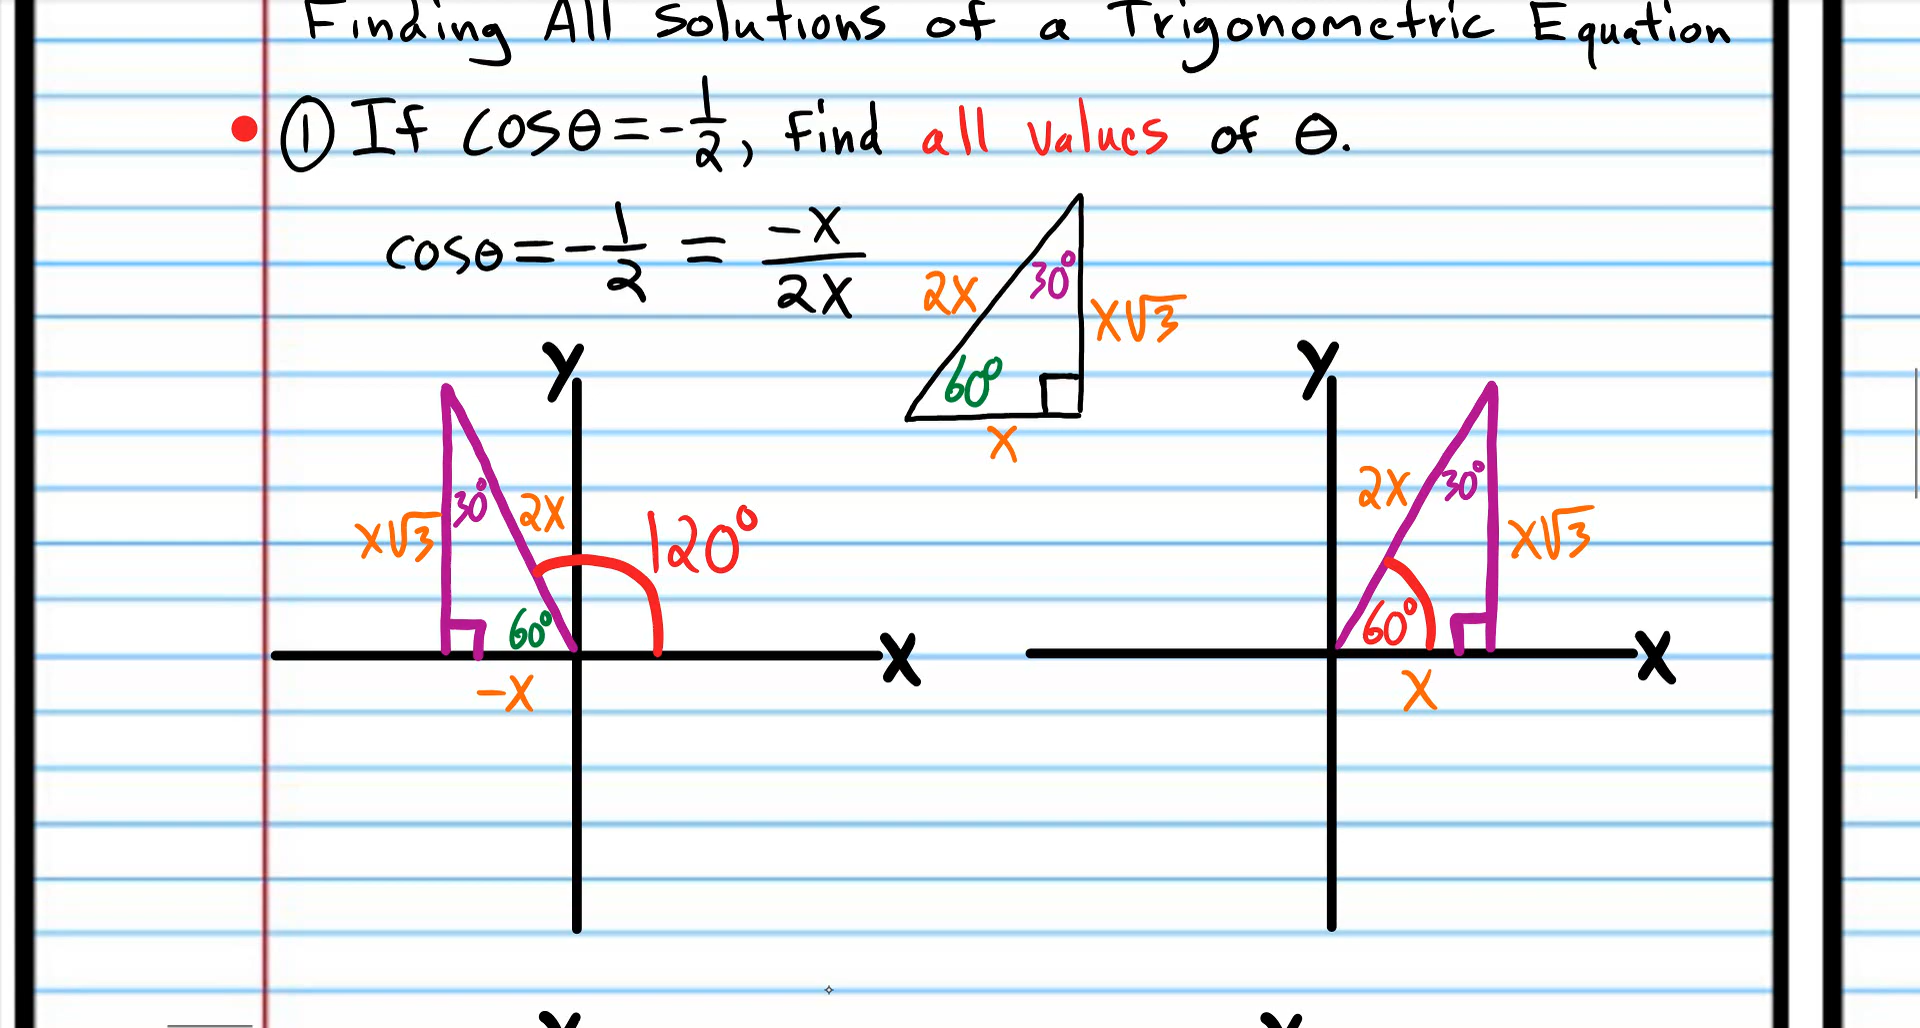 Finding All Solutions of a Trigonometric Equation
① If cosθ = -1/2, Find all values of θ.
cosθ = -1/2 = -x/2x
2x
30°
x√3
60°
x
y
x√3
30°
2x
120°
60°
x
-x
y
2x
30°
x√3
60°
x
x
y
y